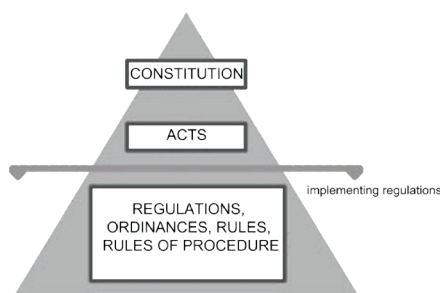 CONSTITUTION
ACTS
implementing regulations
REGULATIONS,
ORDINANCES, RULES,
RULES OF PROCEDURE